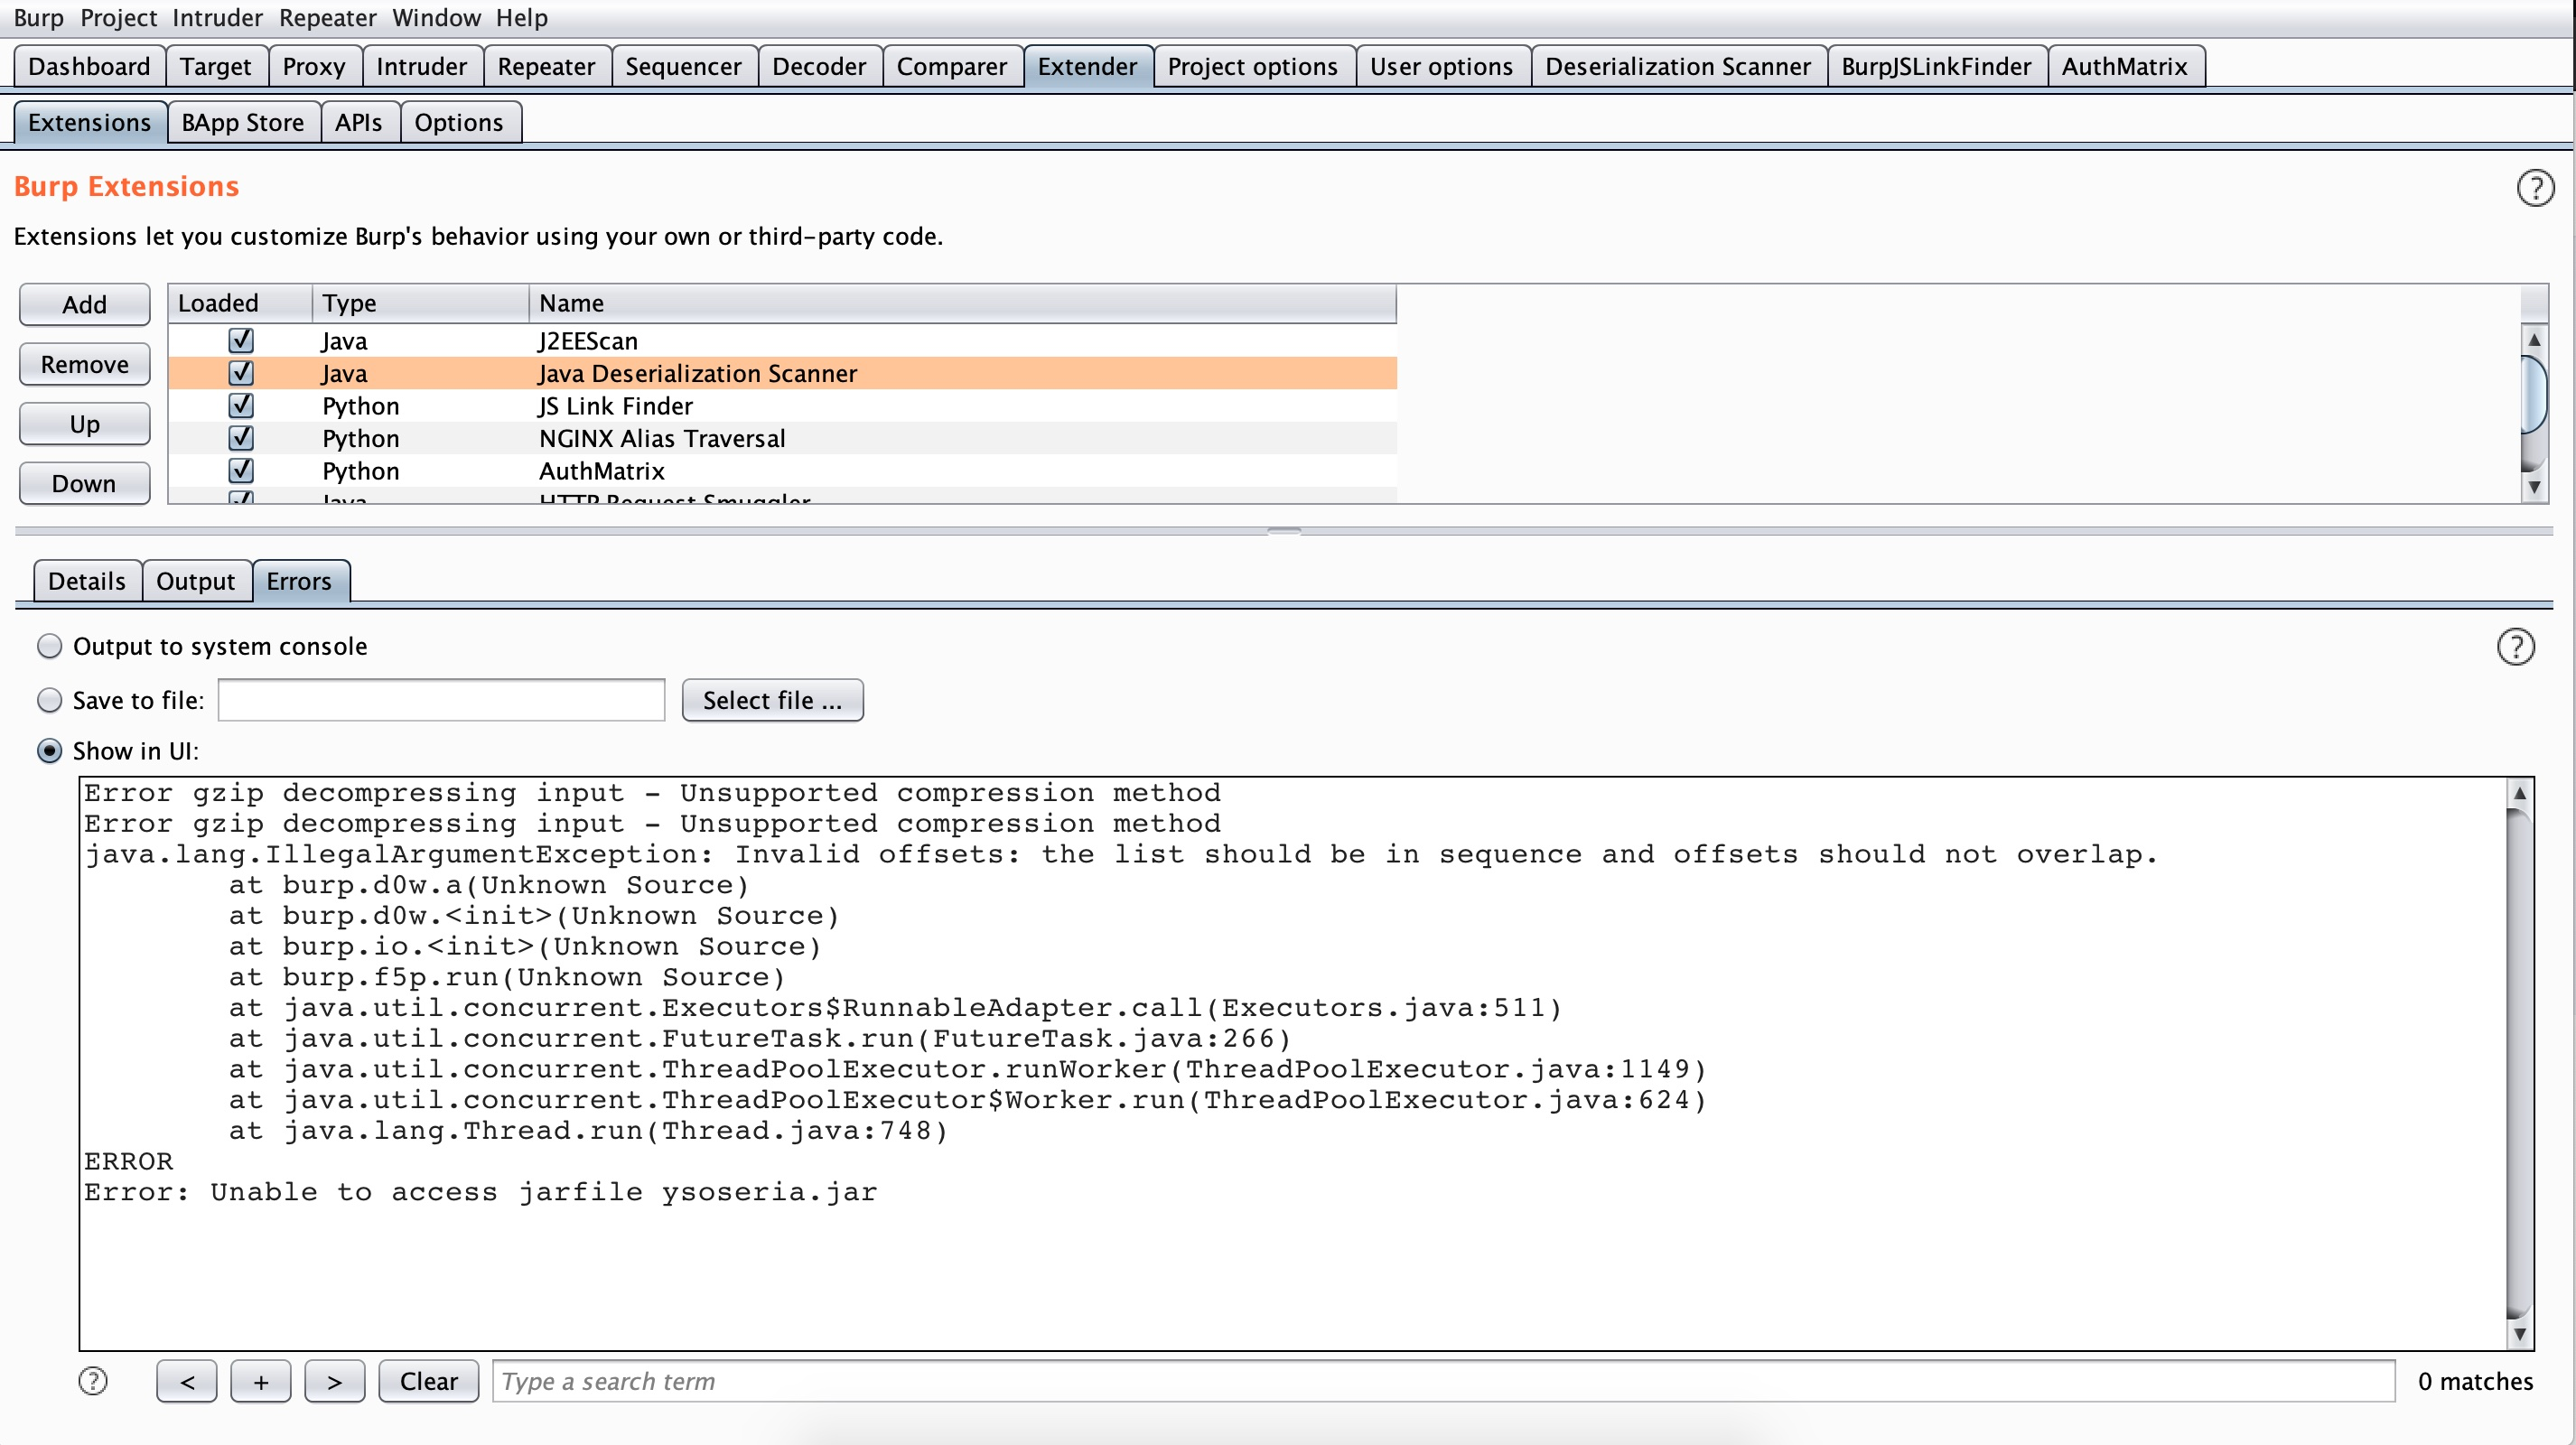 Burp Project Intruder Repeater Window Help
Dashboard Target Proxy Intruder Repeater Sequencer Decoder Comparer Extender Project options User options Deserialization Scanner BurpJSLinkFinder AuthMatrix
Extensions BApp Store APIs Options
Burp Extensions
?
Extensions let you customize Burp's behavior using your own or third-party code.
Add
Remove
Up
Down
Loaded Type Name
Java J2EEScan
Java Java Deserialization Scanner
Python JS Link Finder
Python NGINX Alias Traversal
Python AuthMatrix
Java HTTP Request Smuggler
Details Output Errors
Output to system console
?
Save to file: Select file ...
Show in UI:
Error gzip decompressing input - Unsupported compression method
Error gzip decompressing input - Unsupported compression method
java.lang.IllegalArgumentException: Invalid offsets: the list should be in sequence and offsets should not overlap.
at burp.d0w.a(Unknown Source)
at burp.d0w.<init>(Unknown Source)
at burp.io.<init>(Unknown Source)
at burp.f5p.run(Unknown Source)
at java.util.concurrent.Executors$RunnableAdapter.call(Executors.java:511)
at java.util.concurrent.FutureTask.run(FutureTask.java:266)
at java.util.concurrent.ThreadPoolExecutor.runWorker(ThreadPoolExecutor.java:1149)
at java.util.concurrent.ThreadPoolExecutor$Worker.run(ThreadPoolExecutor.java:624)
at java.lang.Thread.run(Thread.java:748)
ERROR
Error: Unable to access jarfile ysoseria.jar
? < + > Clear Type a search term 0 matches